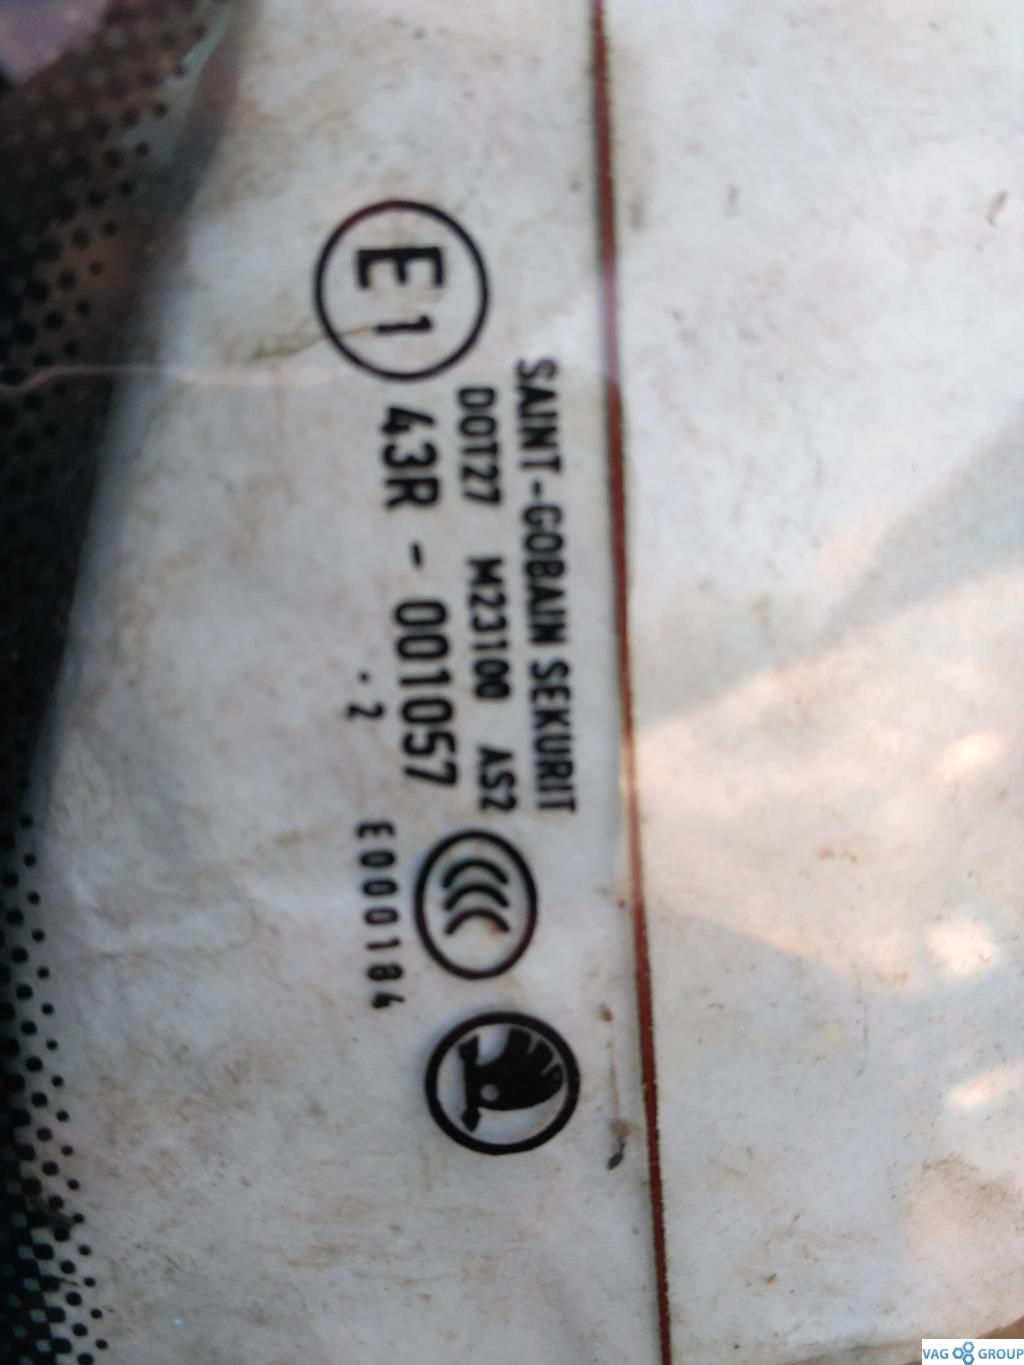 SAINT-GOBAIN SEKURIT
DOT27 M23100 AS2
E1 43R - 001057
. 2
E000184
VAG GROUP